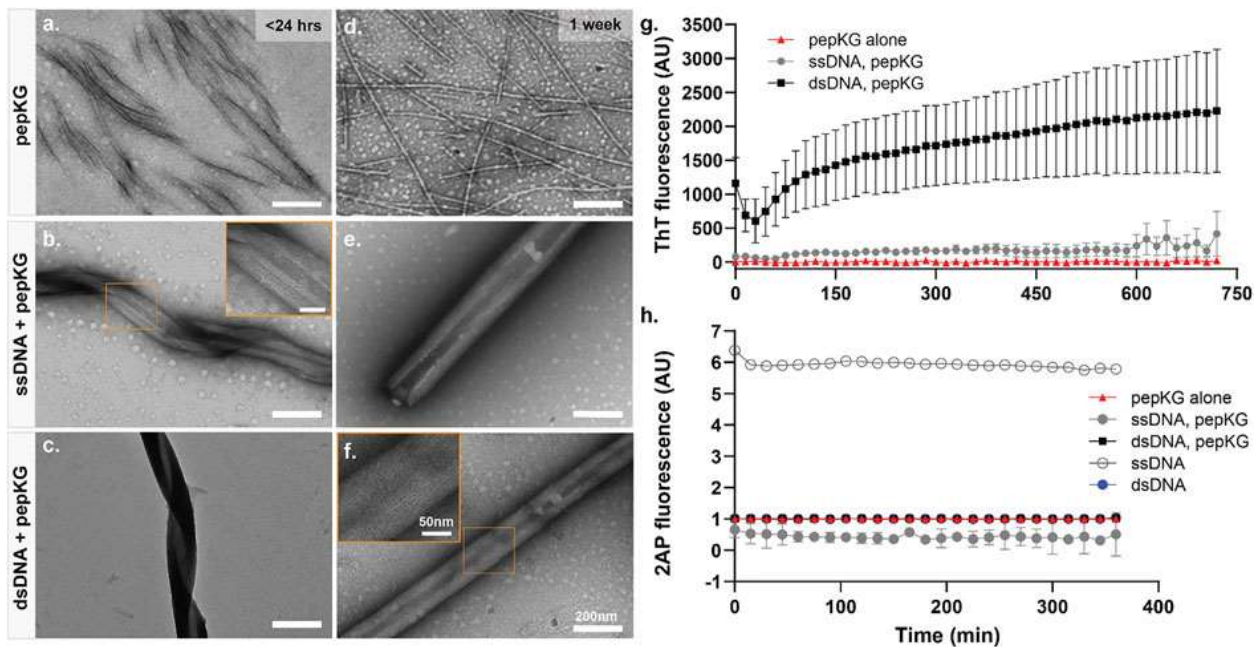 a.
<24 hrs
d.
1 week
pepKG
b.
e.
ssDNA + pepKG
c.
f.
50nm
200nm
dsDNA + pepKG
g.
ThT fluorescence (AU)
3500
3000
2500
2000
1500
1000
500
0
pepKG alone
ssDNA, pepKG
dsDNA, pepKG
0 150 300 450 600 750
h.
2AP fluorescence (AU)
7
6
5
4
3
2
1
0
-1
pepKG alone
ssDNA, pepKG
dsDNA, pepKG
ssDNA
dsDNA
0 100 200 300 400
Time (min)